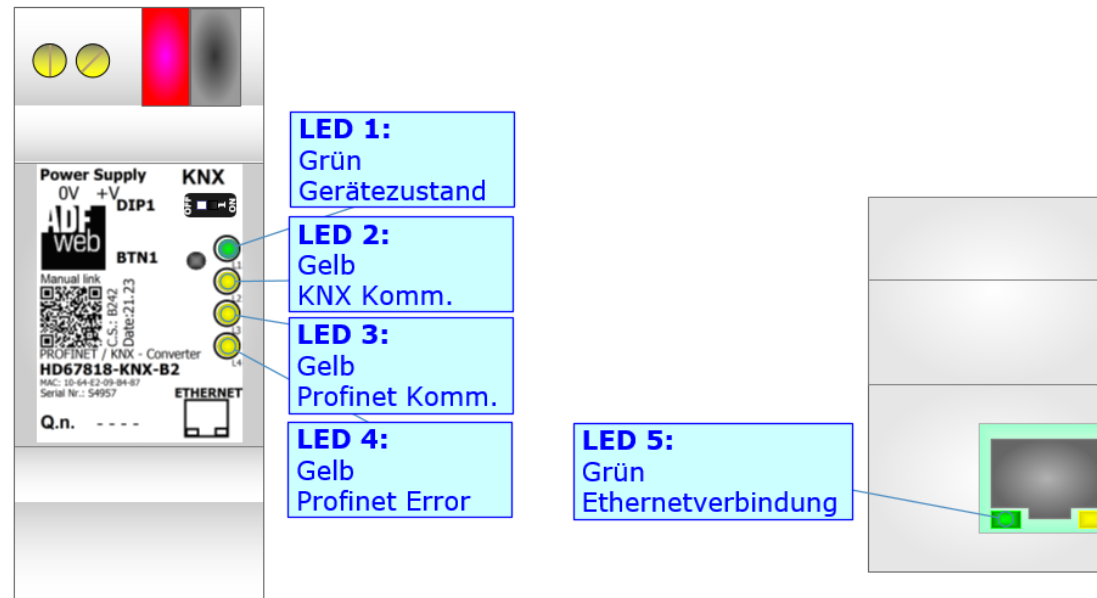 Power Supply
KNX
0V +V
DIP1
OFF
1
ON
ADF
web
BTN1
L1
Manual link
L2
C.S.: B242
Date:21.23
L3
PROFINET / KNX - Converter
L4
HD67818-KNX-B2
MAC: 10-64-E2-09-B4-87
Serial Nr.: S4957
ETHERNET
Q.n. - - - -
LED 1:
Grün
Gerätezustand
LED 2:
Gelb
KNX Komm.
LED 3:
Gelb
Profinet Komm.
LED 4:
Gelb
Profinet Error
LED 5:
Grün
Ethernetverbindung